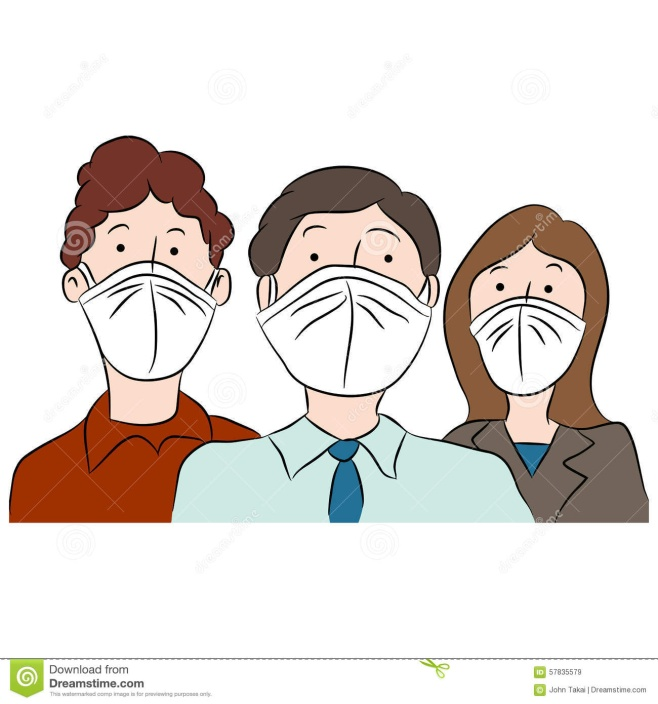 Download from
Dreamstime.com
This watermarked comp image is for previewing purposes only.
57835579
John Takai | Dreamstime.com